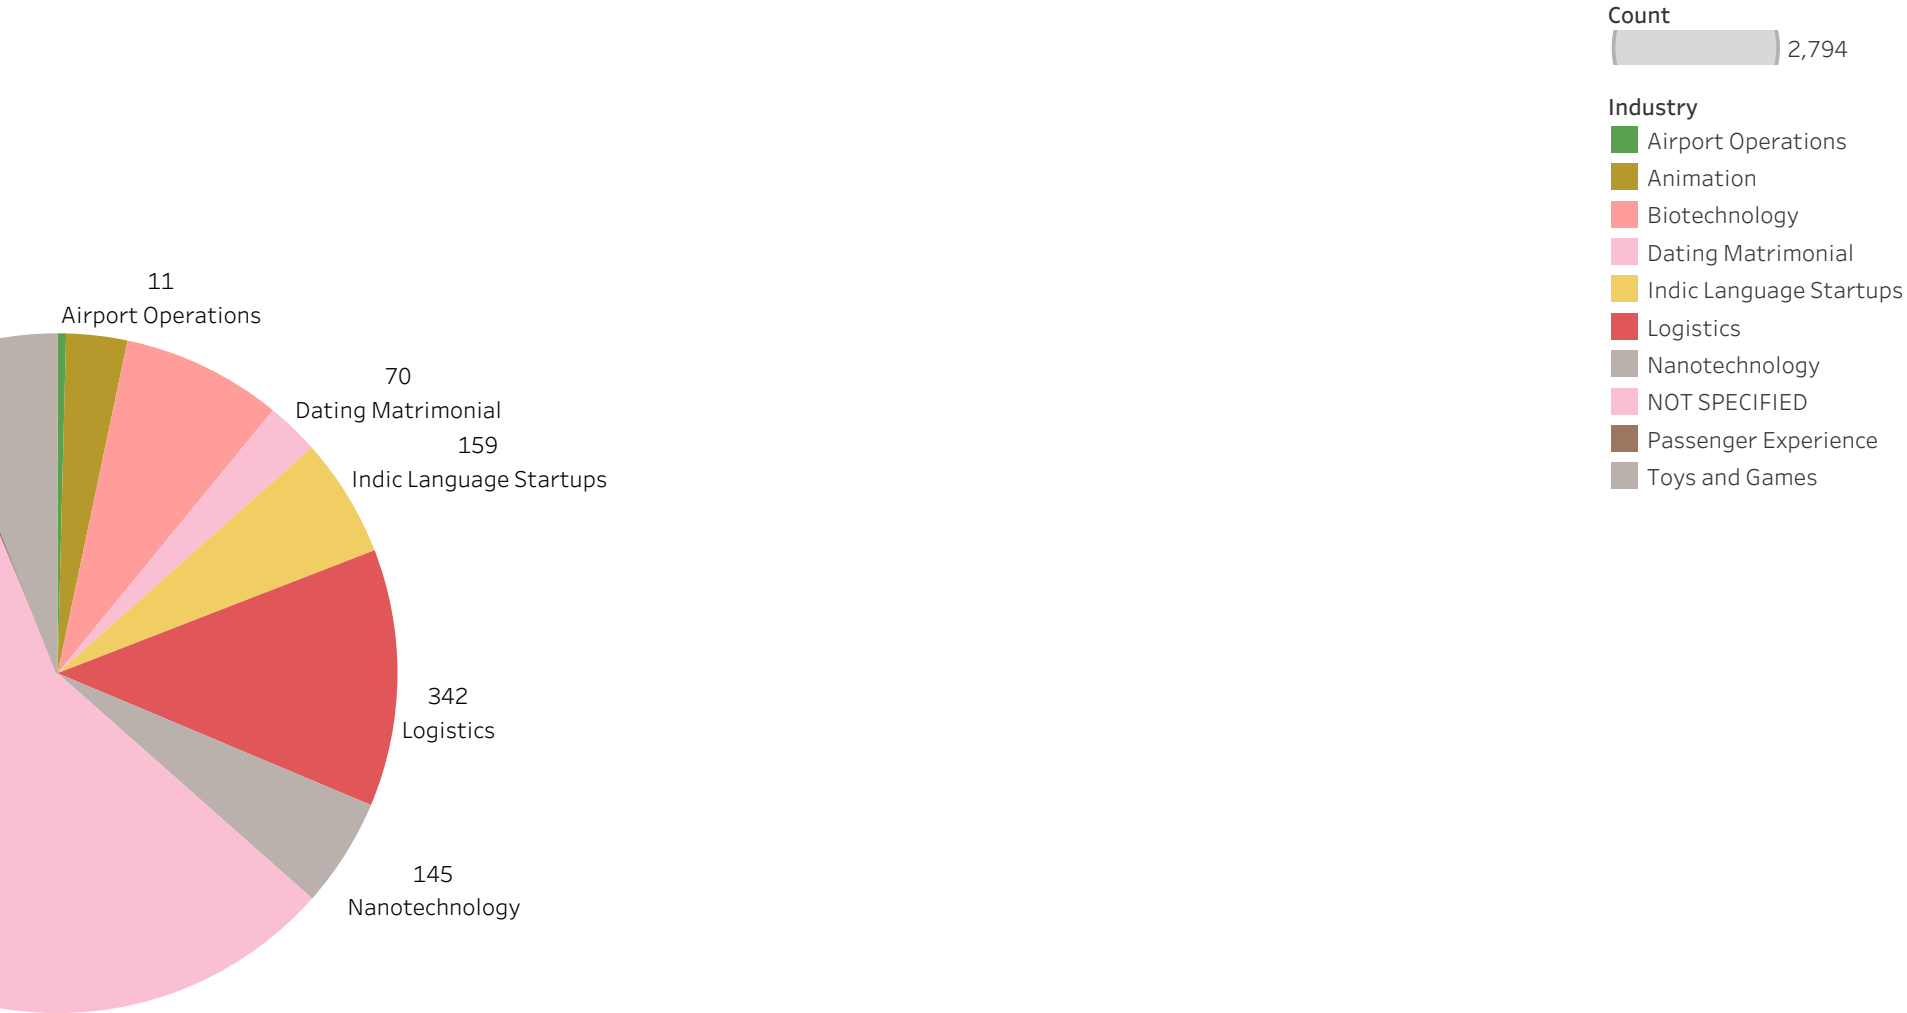 Count
2,794
Industry
Airport Operations
Animation
Biotechnology
Dating Matrimonial
Indic Language Startups
Logistics
Nanotechnology
NOT SPECIFIED
Passenger Experience
Toys and Games
11
Airport Operations
70
Dating Matrimonial
159
Indic Language Startups
342
Logistics
145
Nanotechnology